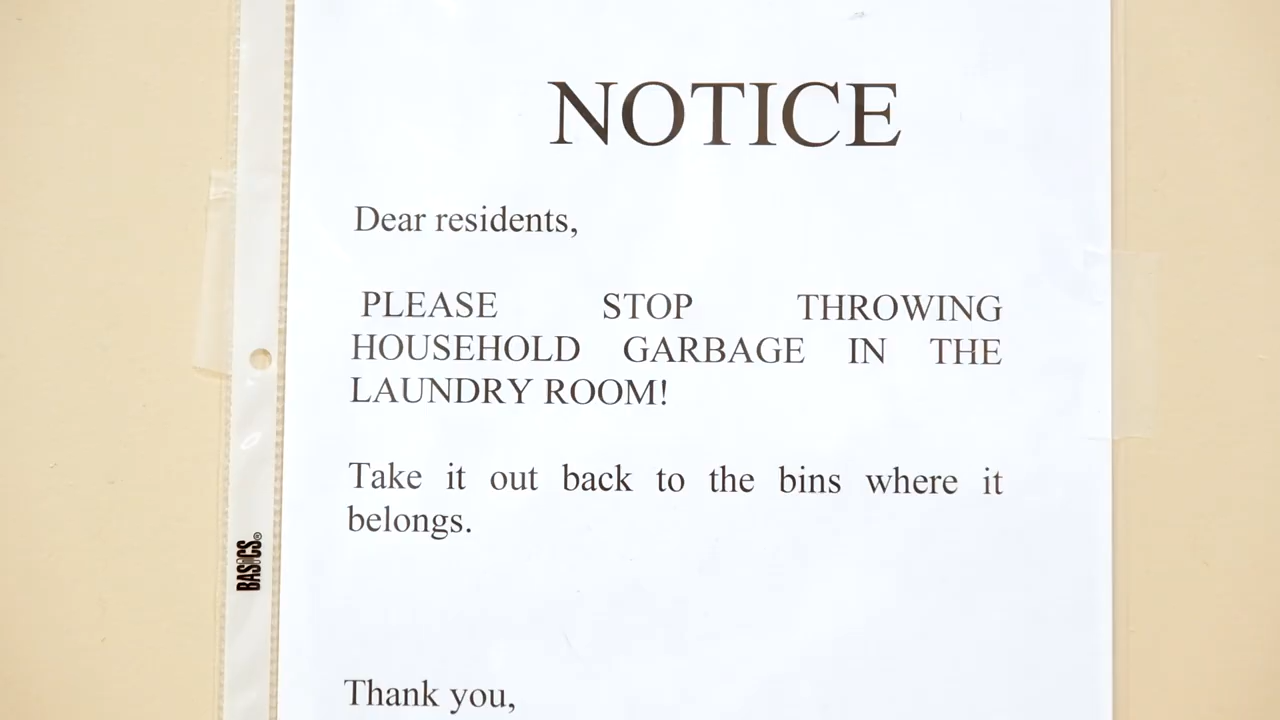 NOTICE
Dear residents,
PLEASE STOP THROWING
HOUSEHOLD GARBAGE IN THE
LAUNDRY ROOM!
Take it out back to the bins where it
belongs.
Thank you,
BASICS®